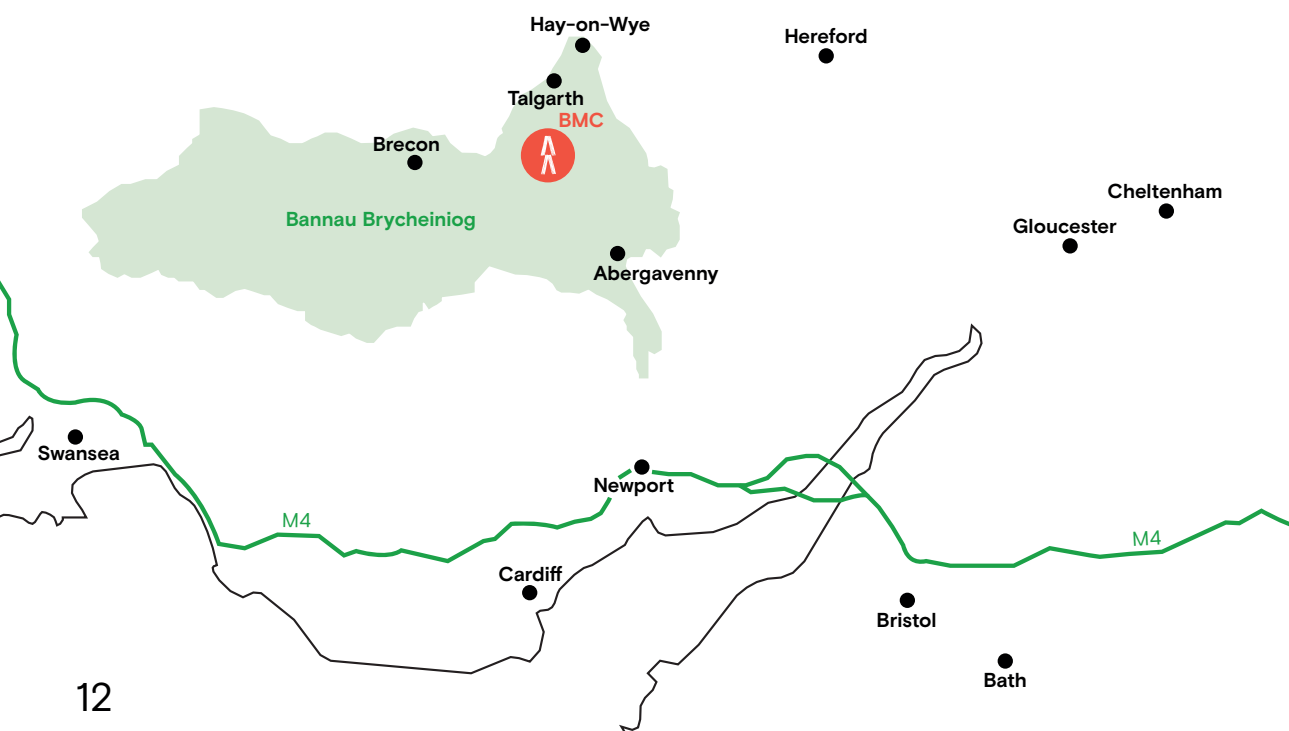 Hay-on-Wye
Hereford
Talgarth
BMC
Brecon
Cheltenham
Bannau Brycheiniog
Gloucester
Abergavenny
Swansea
Newport
M4
M4
Cardiff
Bristol
Bath
12